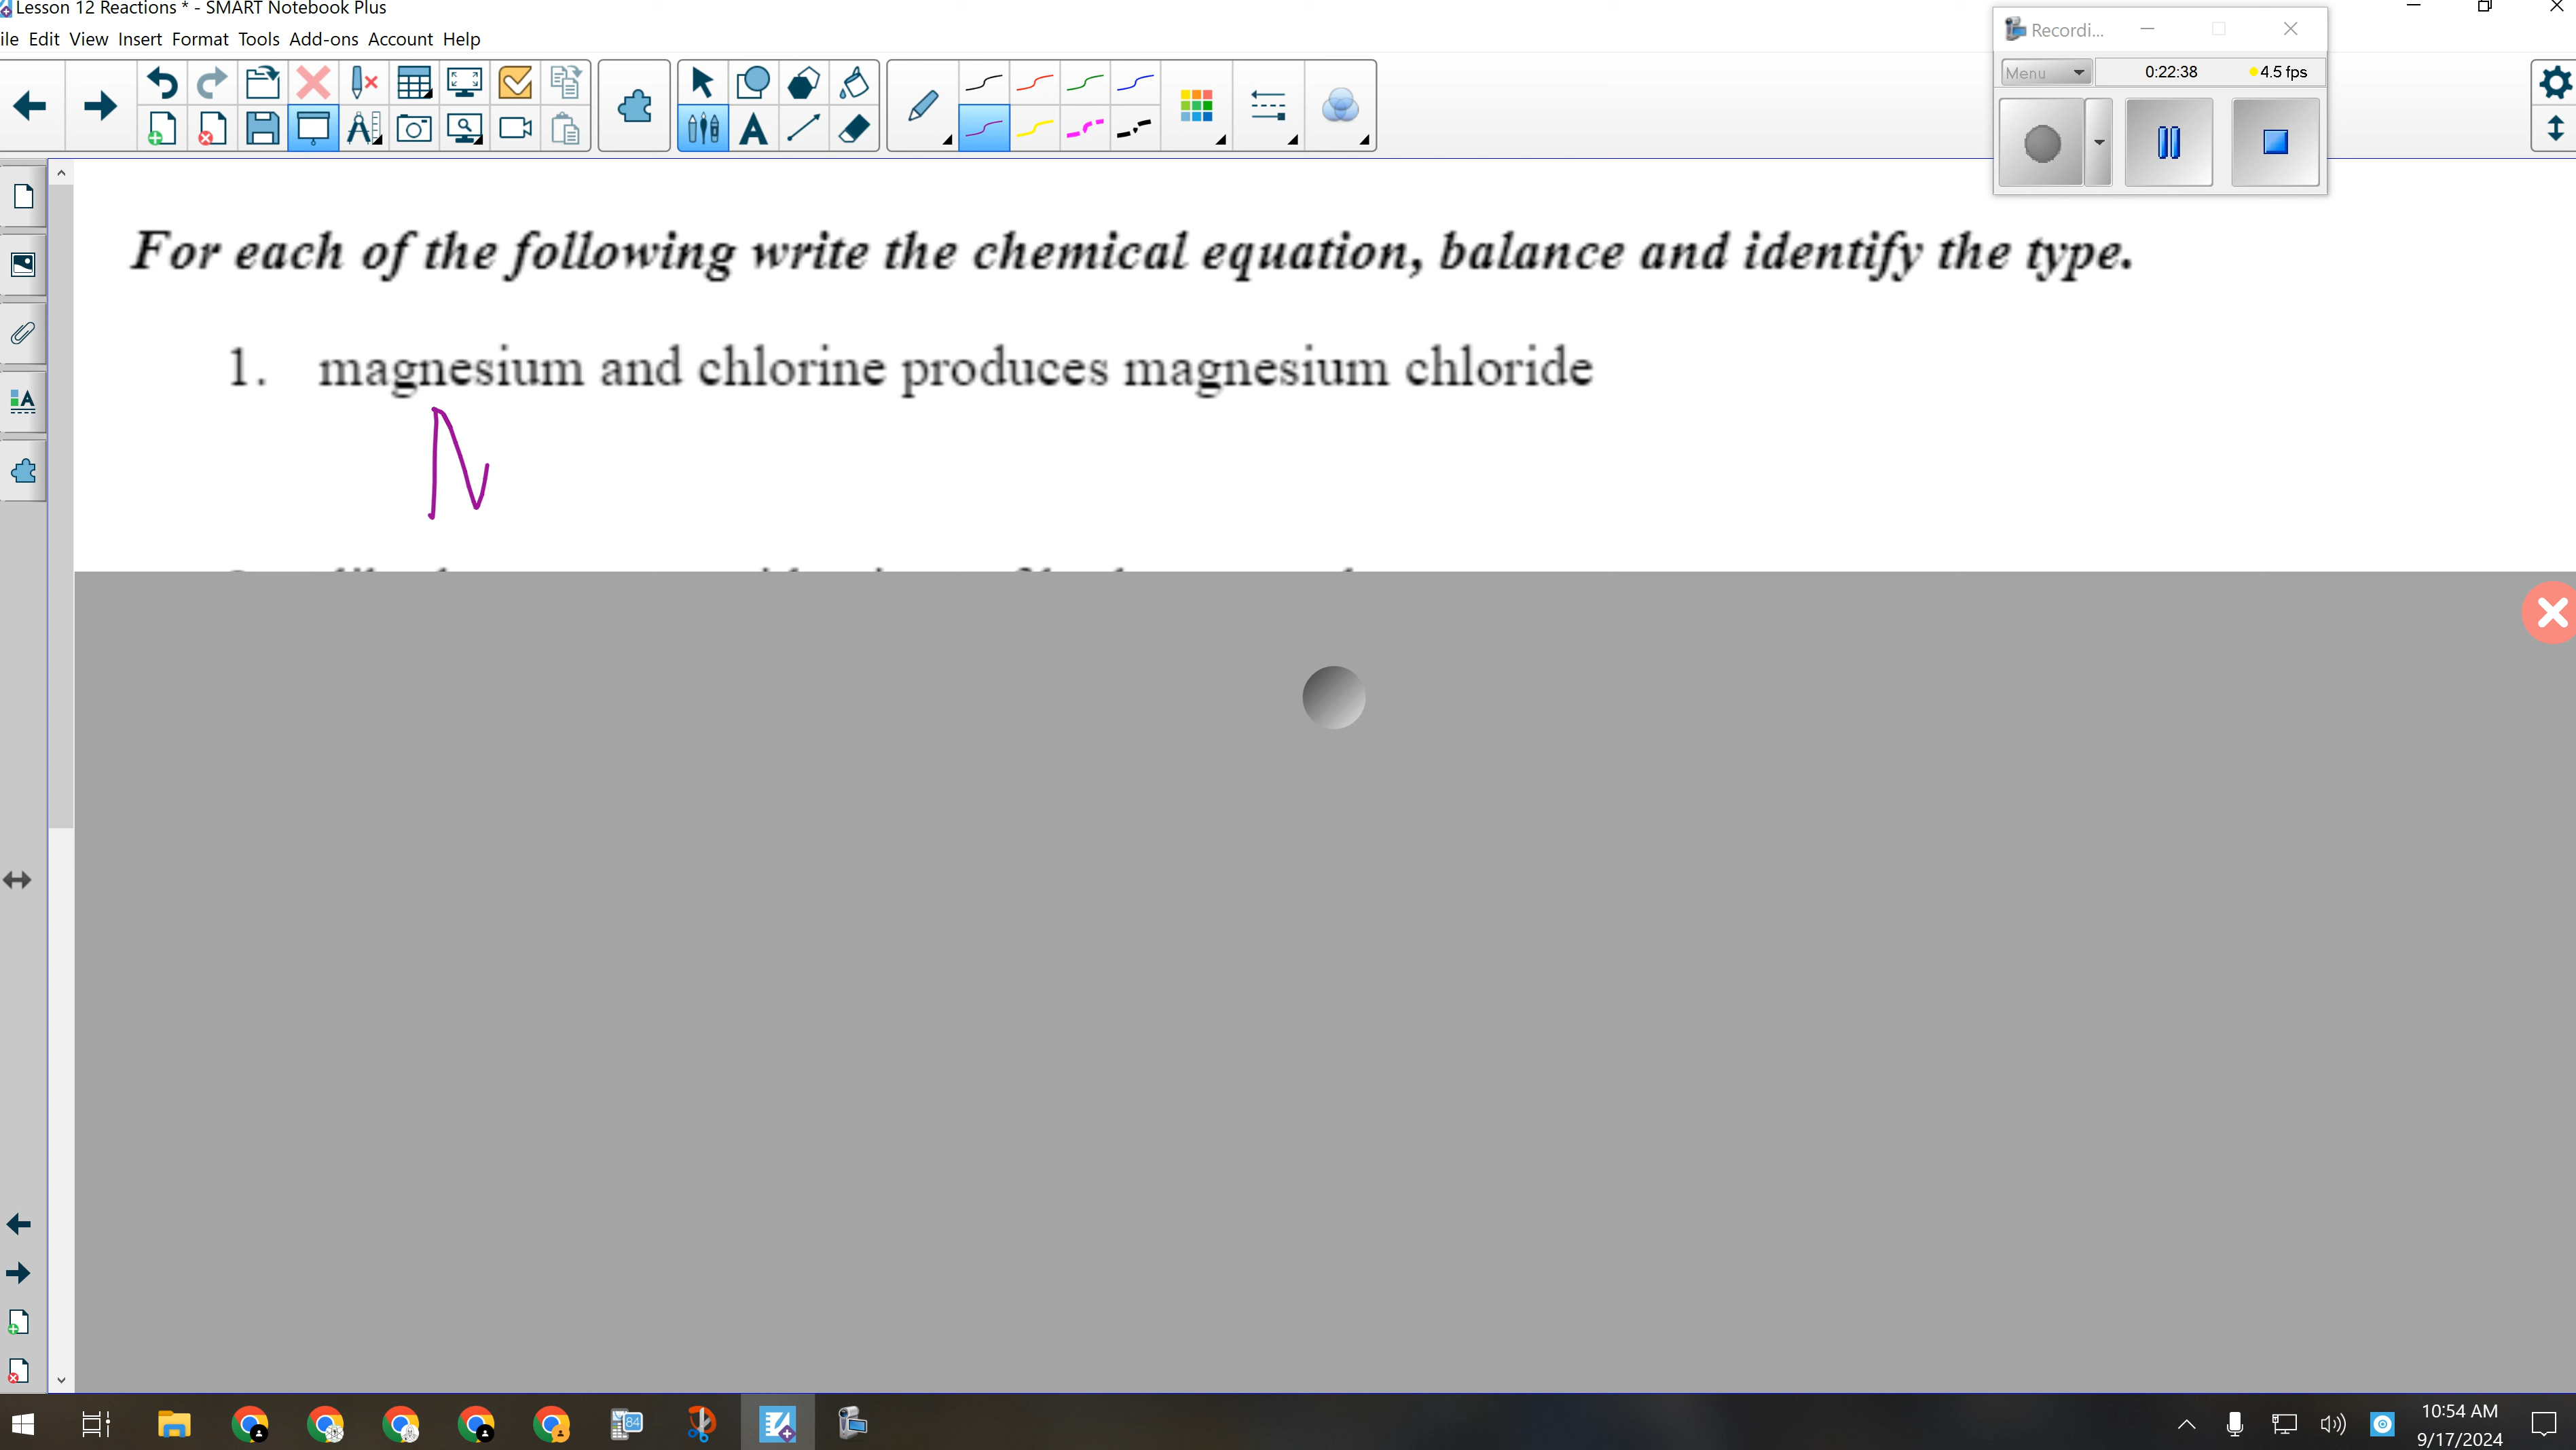 Lesson 12 Reactions * - SMART Notebook Plus
ile Edit View Insert Format Tools Add-ons Account Help
Recordi...
Menu
0:22:38
4.5 fps
For each of the following write the chemical equation, balance and identify the type.
1. magnesium and chlorine produces magnesium chloride
10:54 AM
9/17/2024